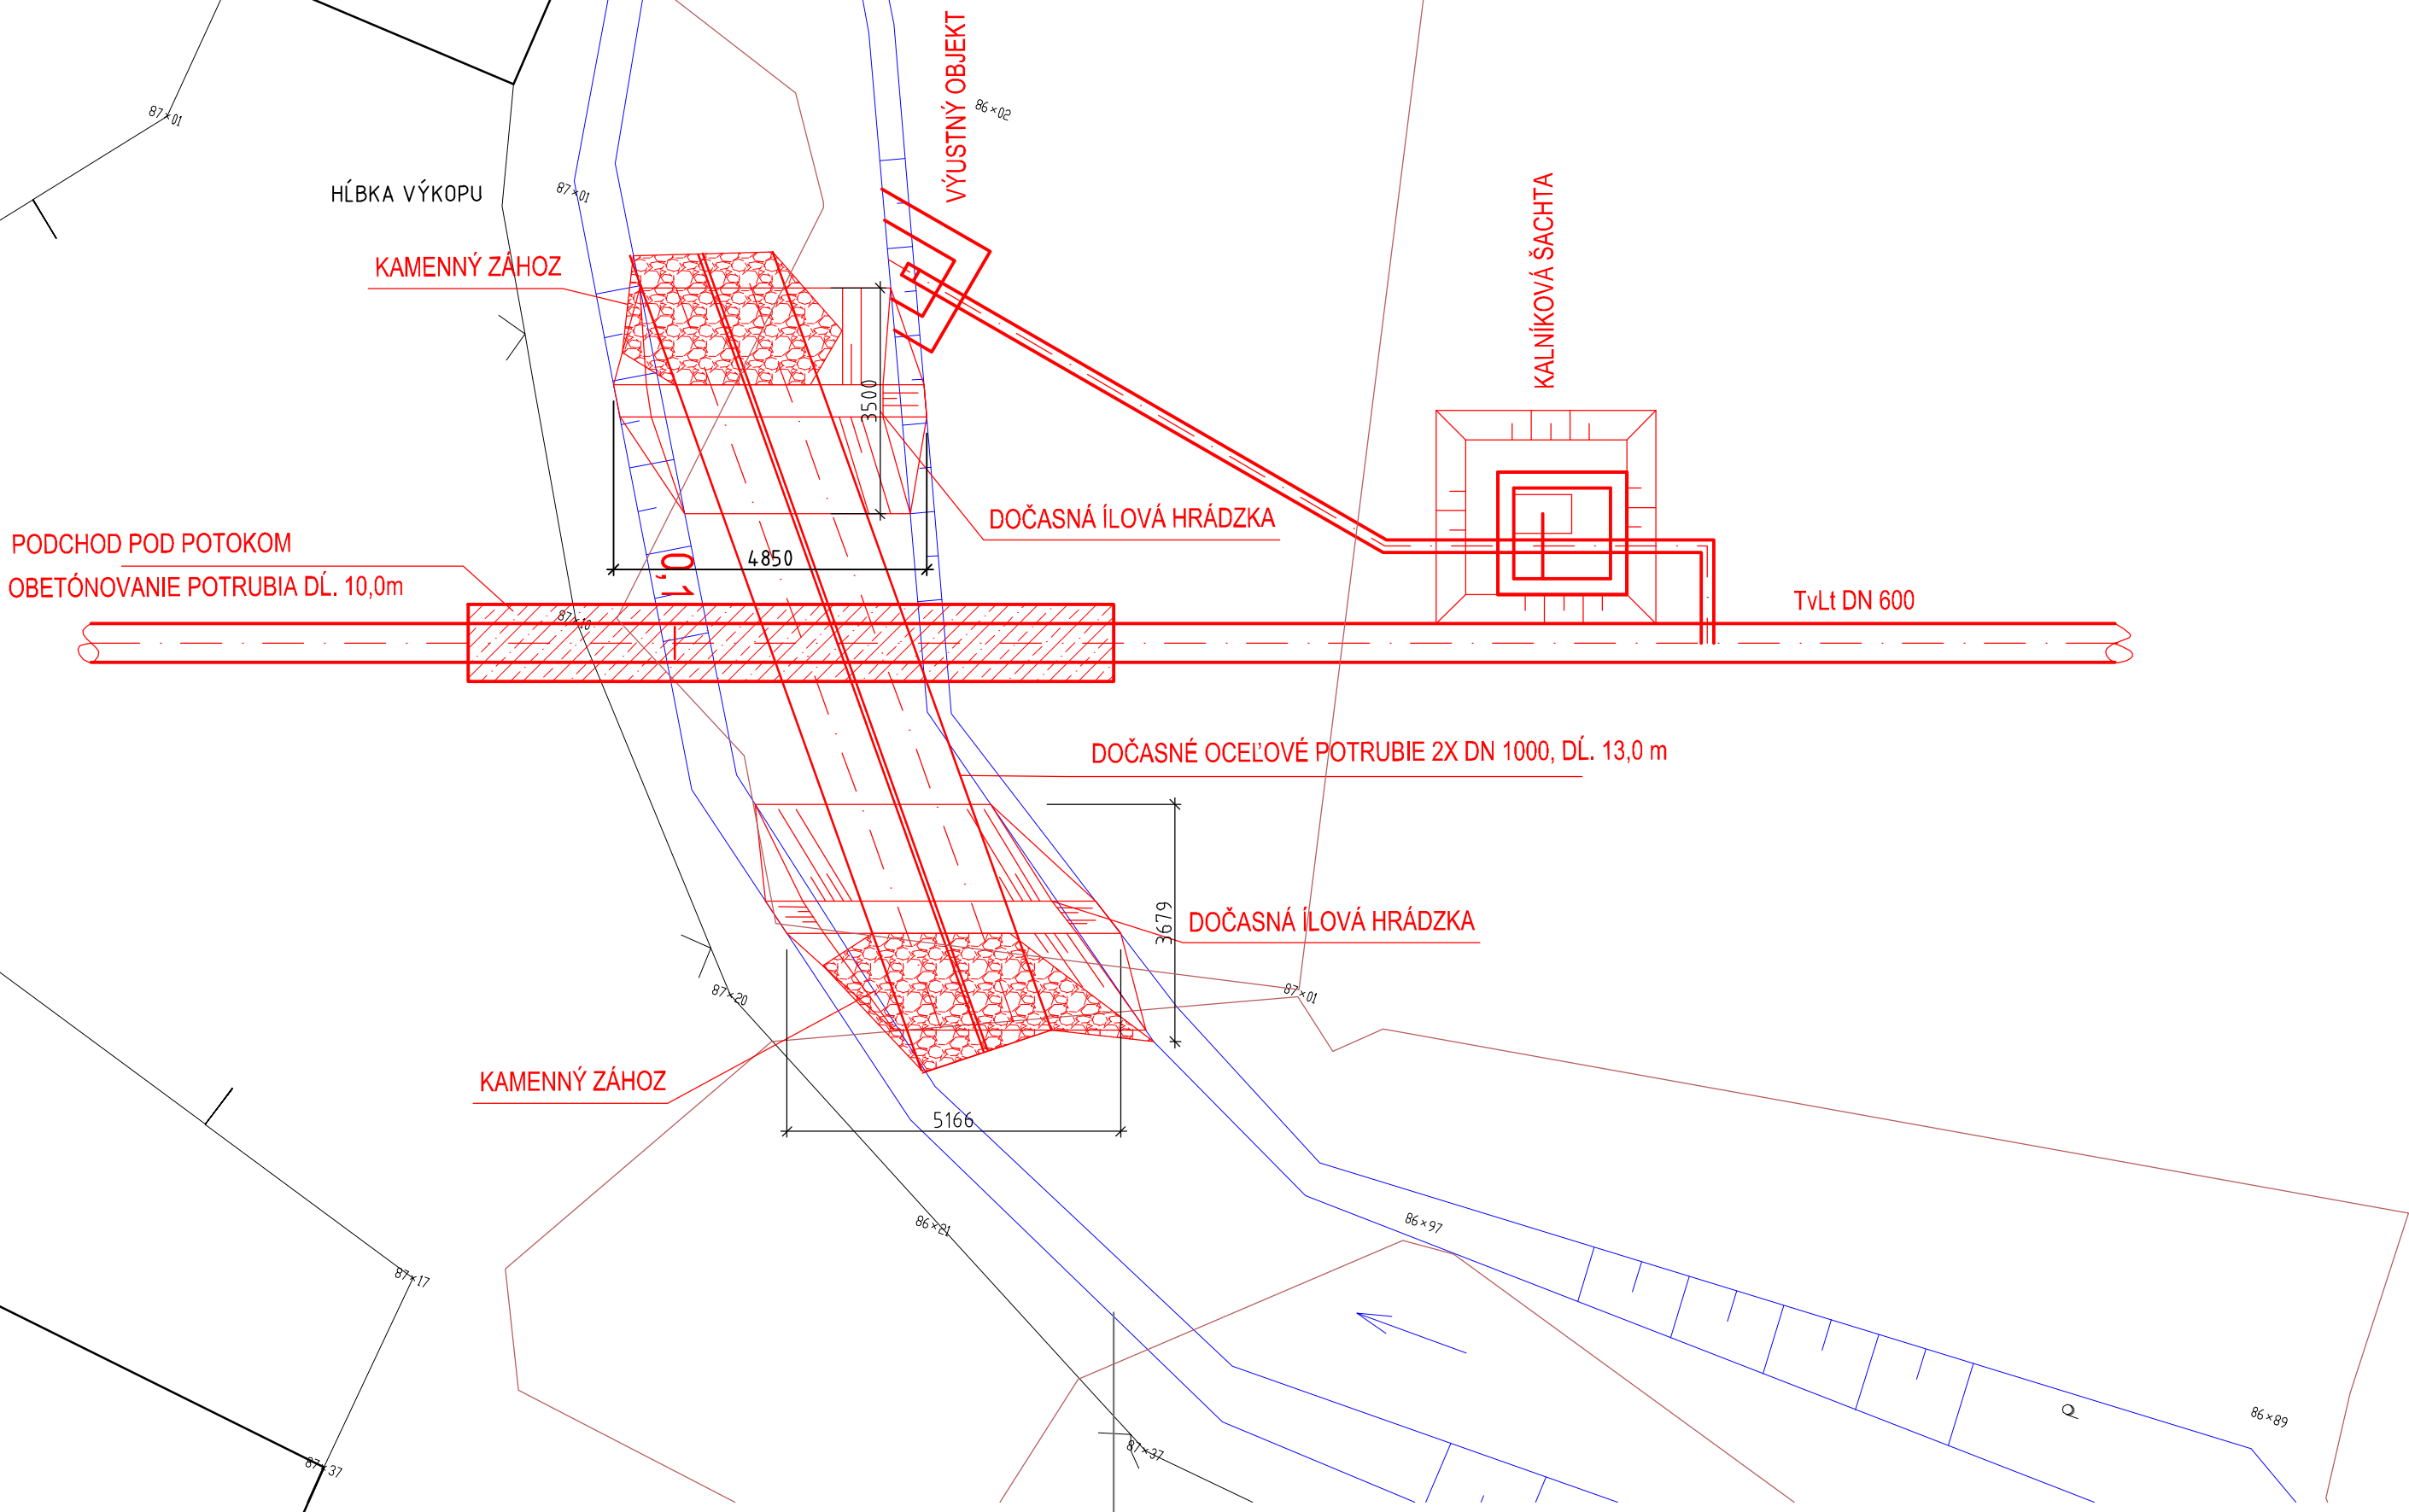 VÝUSTNÝ OBJEKT
86×02
87×01
HĹBKA VÝKOPU
87×01
KAMENNÝ ZÁHOZ
KALNÍKOVÁ ŠACHTA
3500
DOČASNÁ ÍLOVÁ HRÁDZKA
PODCHOD POD POTOKOM
OBETÓNOVANIE POTRUBIA DĹ. 10,0m
4850
0,1
87×10
TvLt DN 600
DOČASNÉ OCEĽOVÉ POTRUBIE 2X DN 1000, DĹ. 13,0 m
3679
DOČASNÁ ÍLOVÁ HRÁDZKA
87×20
87×01
KAMENNÝ ZÁHOZ
5166
86×21
86×97
87×17
86×89
87×37
87×37